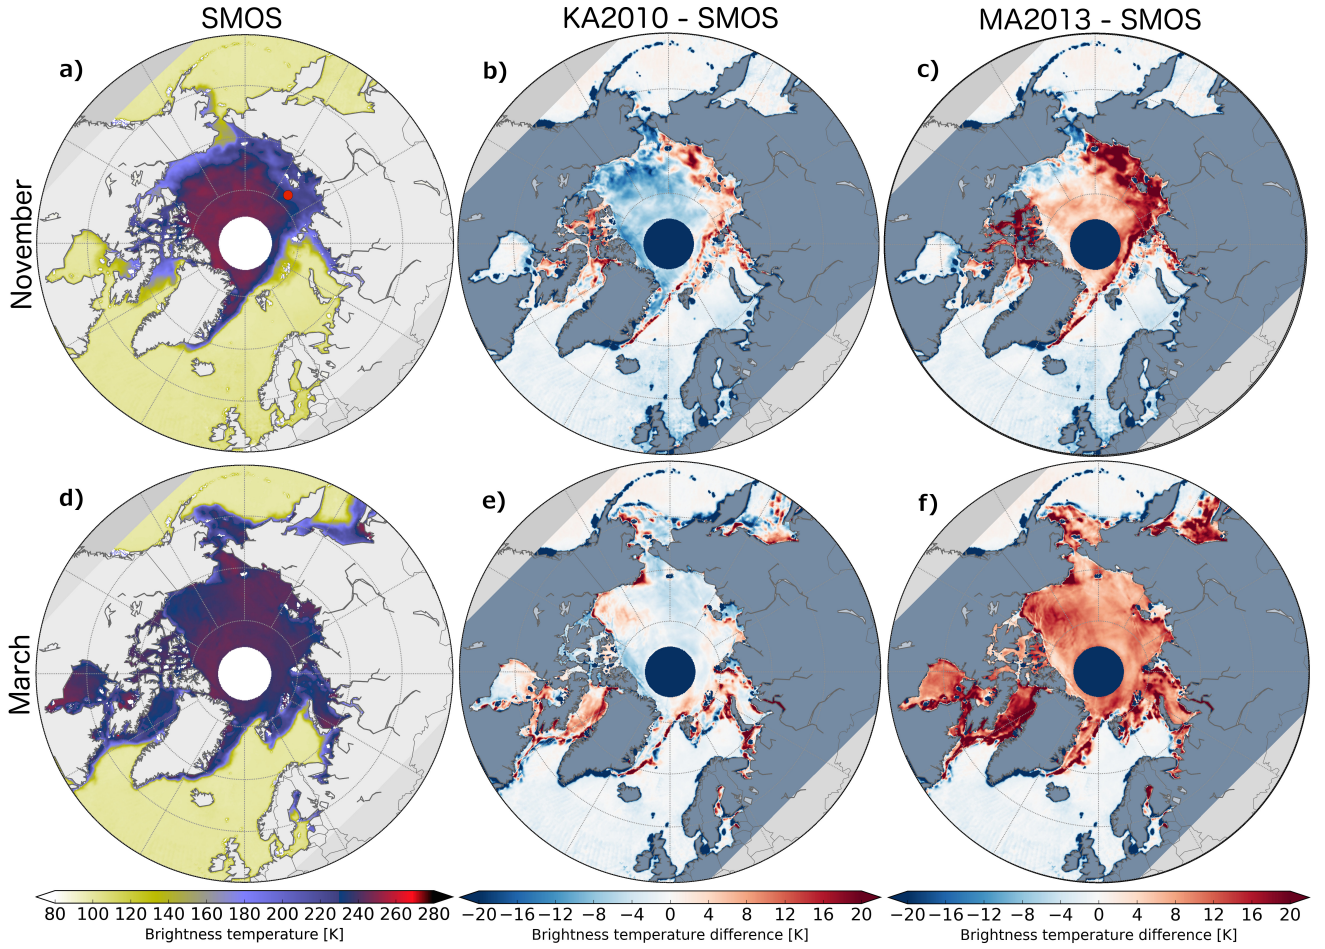 SMOS
KA2010 - SMOS
MA2013 - SMOS
a)
b)
c)
November
d)
e)
f)
March
80 100 120 140 160 180 200 220 240 260 280
Brightness temperature [K]
−20 −16 −12 −8 −4 0 4 8 12 16 20
Brightness temperature difference [K]
−20 −16 −12 −8 −4 0 4 8 12 16 20
Brightness temperature difference [K]